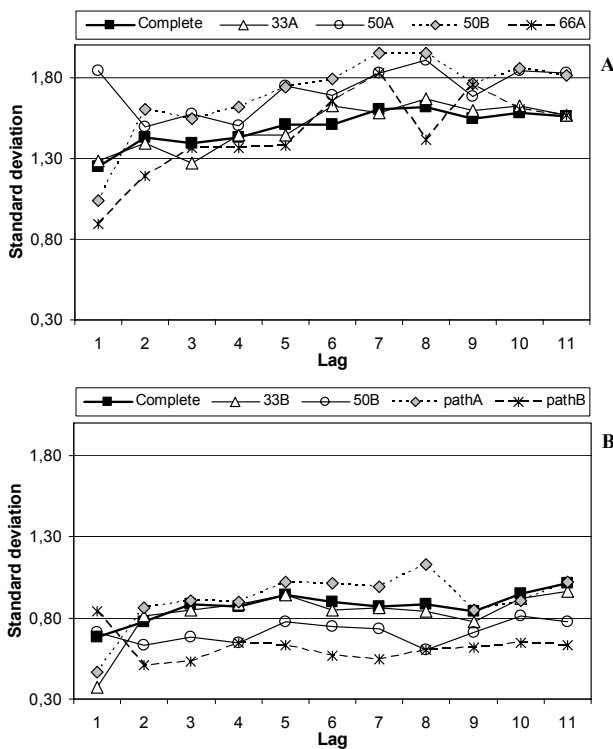 Complete 33A 50A 50B 66A
A
1,80
1,30
0,80
0,30
Standard deviation
1 2 3 4 5 6 7 8 9 10 11
Lag
Complete 33B 50B pathA pathB
B
1,80
1,30
0,80
0,30
Standard deviation
1 2 3 4 5 6 7 8 9 10 11
Lag